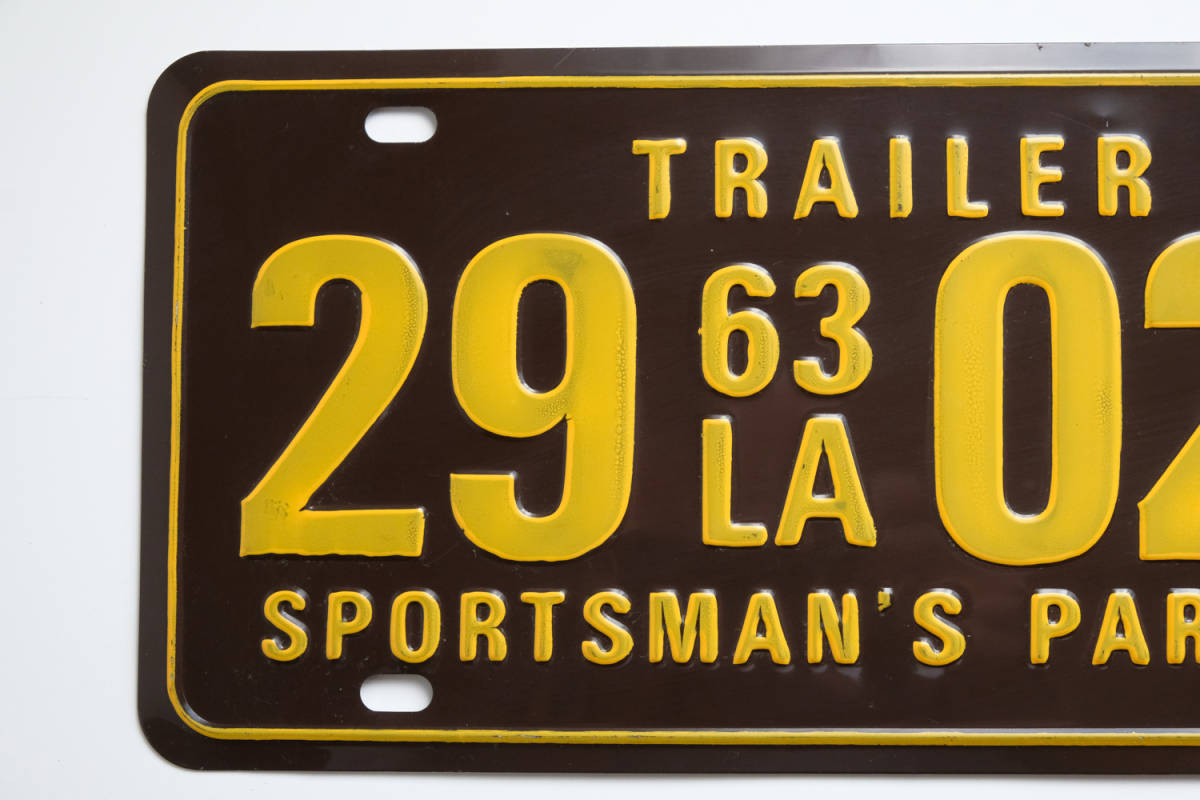 TRAILER
29 63 LA 02
SPORTSMAN'S PAR